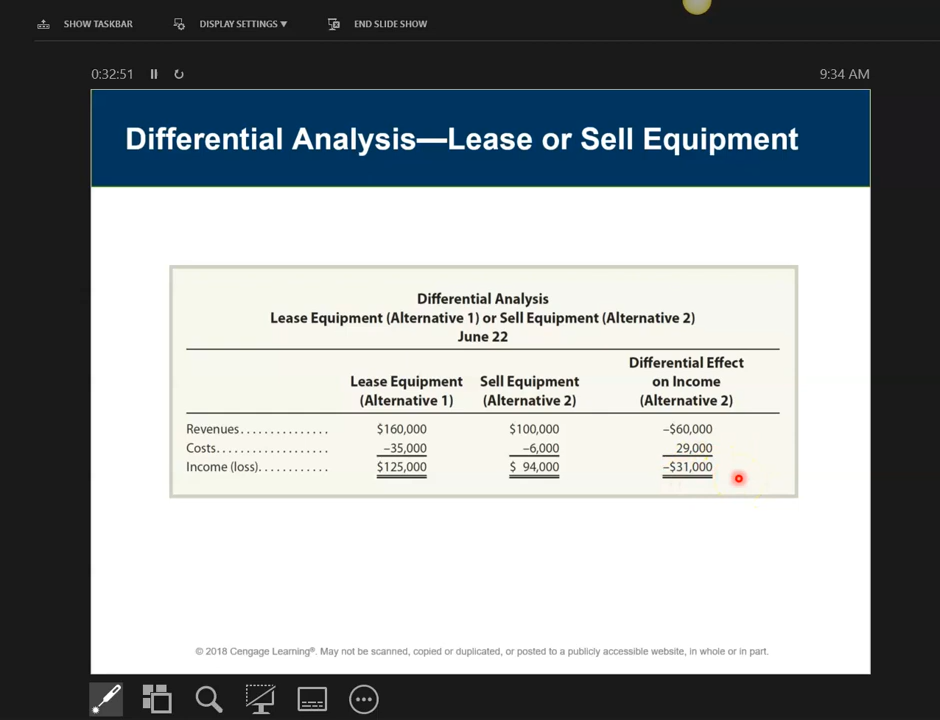 SHOW TASKBAR DISPLAY SETTINGS ▼ END SLIDE SHOW
0:32:51 9:34 AM
Differential Analysis—Lease or Sell Equipment
Differential Analysis
Lease Equipment (Alternative 1) or Sell Equipment (Alternative 2)
June 22
Differential Effect
Lease Equipment Sell Equipment on Income
(Alternative 1) (Alternative 2) (Alternative 2)
Revenues............... $160,000 $100,000 –$60,000
Costs................... –35,000 –6,000 29,000
Income (loss)............ $125,000 $ 94,000 –$31,000
© 2018 Cengage Learning®. May not be scanned, copied or duplicated, or posted to a publicly accessible website, in whole or in part.